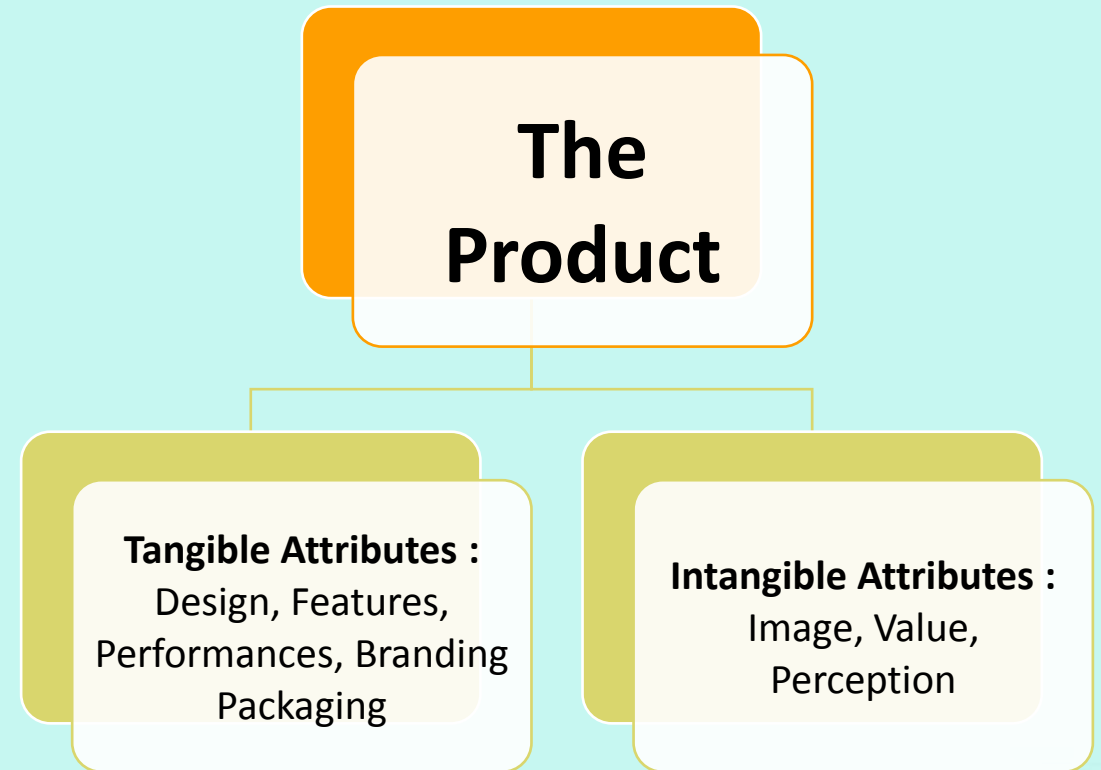 The
Product
Tangible Attributes :
Design, Features,
Performances, Branding
Packaging
Intangible Attributes :
Image, Value,
Perception